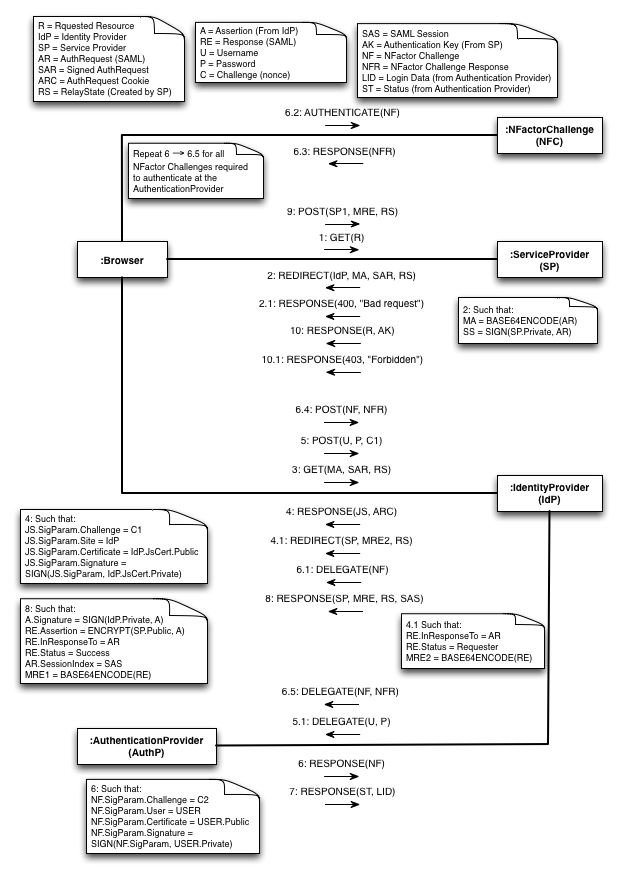 R = Rquested Resource
IdP = Identity Provider
SP = Service Provider
AR = AuthRequest (SAML)
SAR = Signed AutRequest
ARC = AuthRequest Cookie
RS = RelayState (Created by SP)
A = Assertion (From IdP)
RE = Response (SAML)
U = Username
P = Password
C = Challenge (nonce)
SAS = SAML Session
AK = Authentication Key (From SP)
NF = NFactor Challenge
NFR = NFactor Challenge Response
LID = Login Data (from Authentication Provider)
ST = Status (from Authentication Provider)
6.2: AUTHENTICATE(NF)
:NFactorChallenge
(NFC)
6.3: RESPONSE(NFR)
Repeat 6 → 6.5 for all
NFactor Challenges required
to authenticate at the
AuthenticationProvider
9: POST(SP1, MRE, RS)
1: GET(R)
:Browser
:ServiceProvider
(SP)
2: REDIRECT(IdP, MA, SAR, RS)
2.1: RESPONSE(400, "Bad request")
2: Such that:
MA = BASE64ENCODE(AR)
SS = SIGN(SP.Private, AR)
10: RESPONSE(R, AK)
10.1: RESPONSE(403, "Forbidden")
6.4: POST(NF, NFR)
5: POST(U, P, C1)
3: GET(MA, SAR, RS)
:IdentityProvider
(IdP)
4: RESPONSE(JS, ARC)
4: Such that:
JS.SigParam.Challenge = C1
JS.SigParam.Site = IdP
JS.SigParam.Certificate = IdP.JsCert.Public
JS.SigParam.Signature =
SIGN(JS.SigParam, IdP.JsCert.Private)
4.1: REDIRECT(SP, MRE2, RS)
6.1: DELEGATE(NF)
8: RESPONSE(SP, MRE, RS, SAS)
8: Such that:
A.Signature = SIGN(IdP.Private, A)
RE.Assertion = ENCRYPT(SP.Public, A)
RE.InResponseTo = AR
RE.Status = Success
AR.SessionIndex = SAS
MRE1 = BASE64ENCODE(RE)
4.1 Such that:
RE.InResponseTo = AR
RE.Status = Requester
MRE2 = BASE64ENCODE(RE)
6.5: DELEGATE(NF, NFR)
5.1: DELEGATE(U, P)
:AuthenticationProvider
(AuthP)
6: RESPONSE(NF)
7: RESPONSE(ST, LID)
6: Such that:
NF.SigParam.Challenge = C2
NF.SigParam.User = USER
NF.SigParam.Certificate = USER.Public
NF.SigParam.Signature =
SIGN(NF.SigParam, USER.Private)